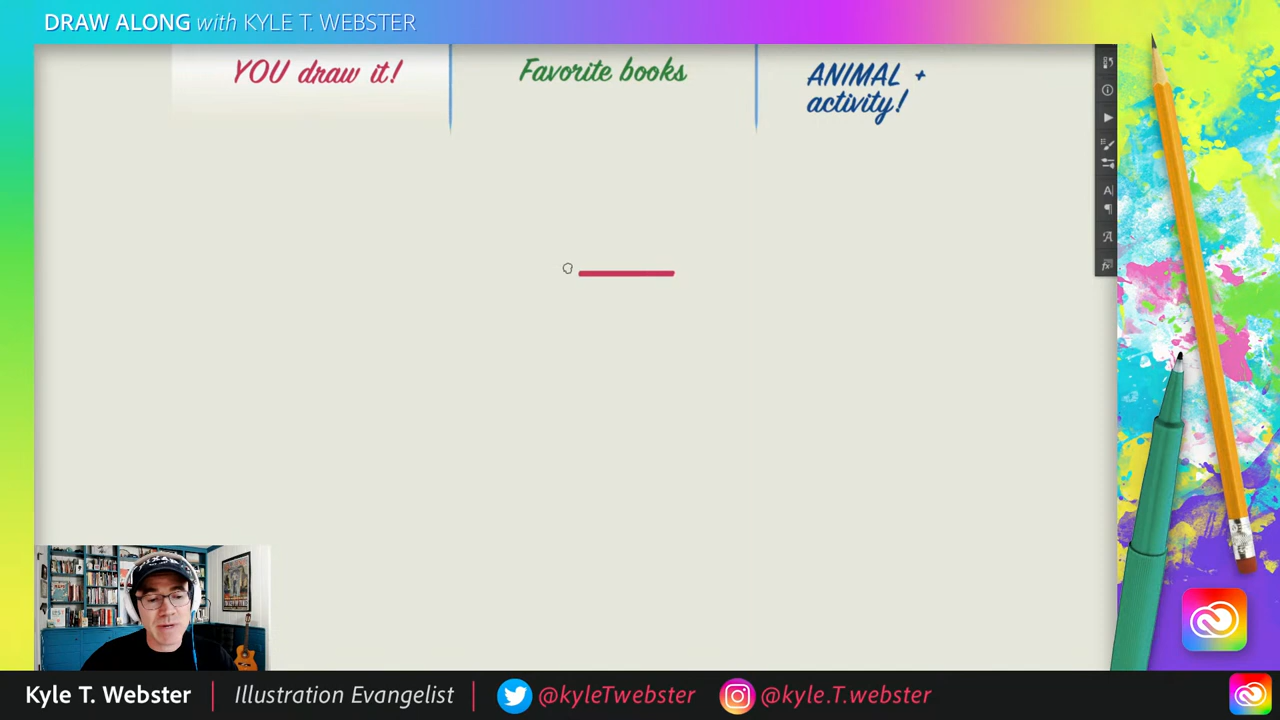 DRAW ALONG with KYLE T. WEBSTER
YOU draw it!
Favorite books
ANIMAL +
activity!
Kyle T. Webster | Illustration Evangelist | @kyleTwebster @kyle.T.webster